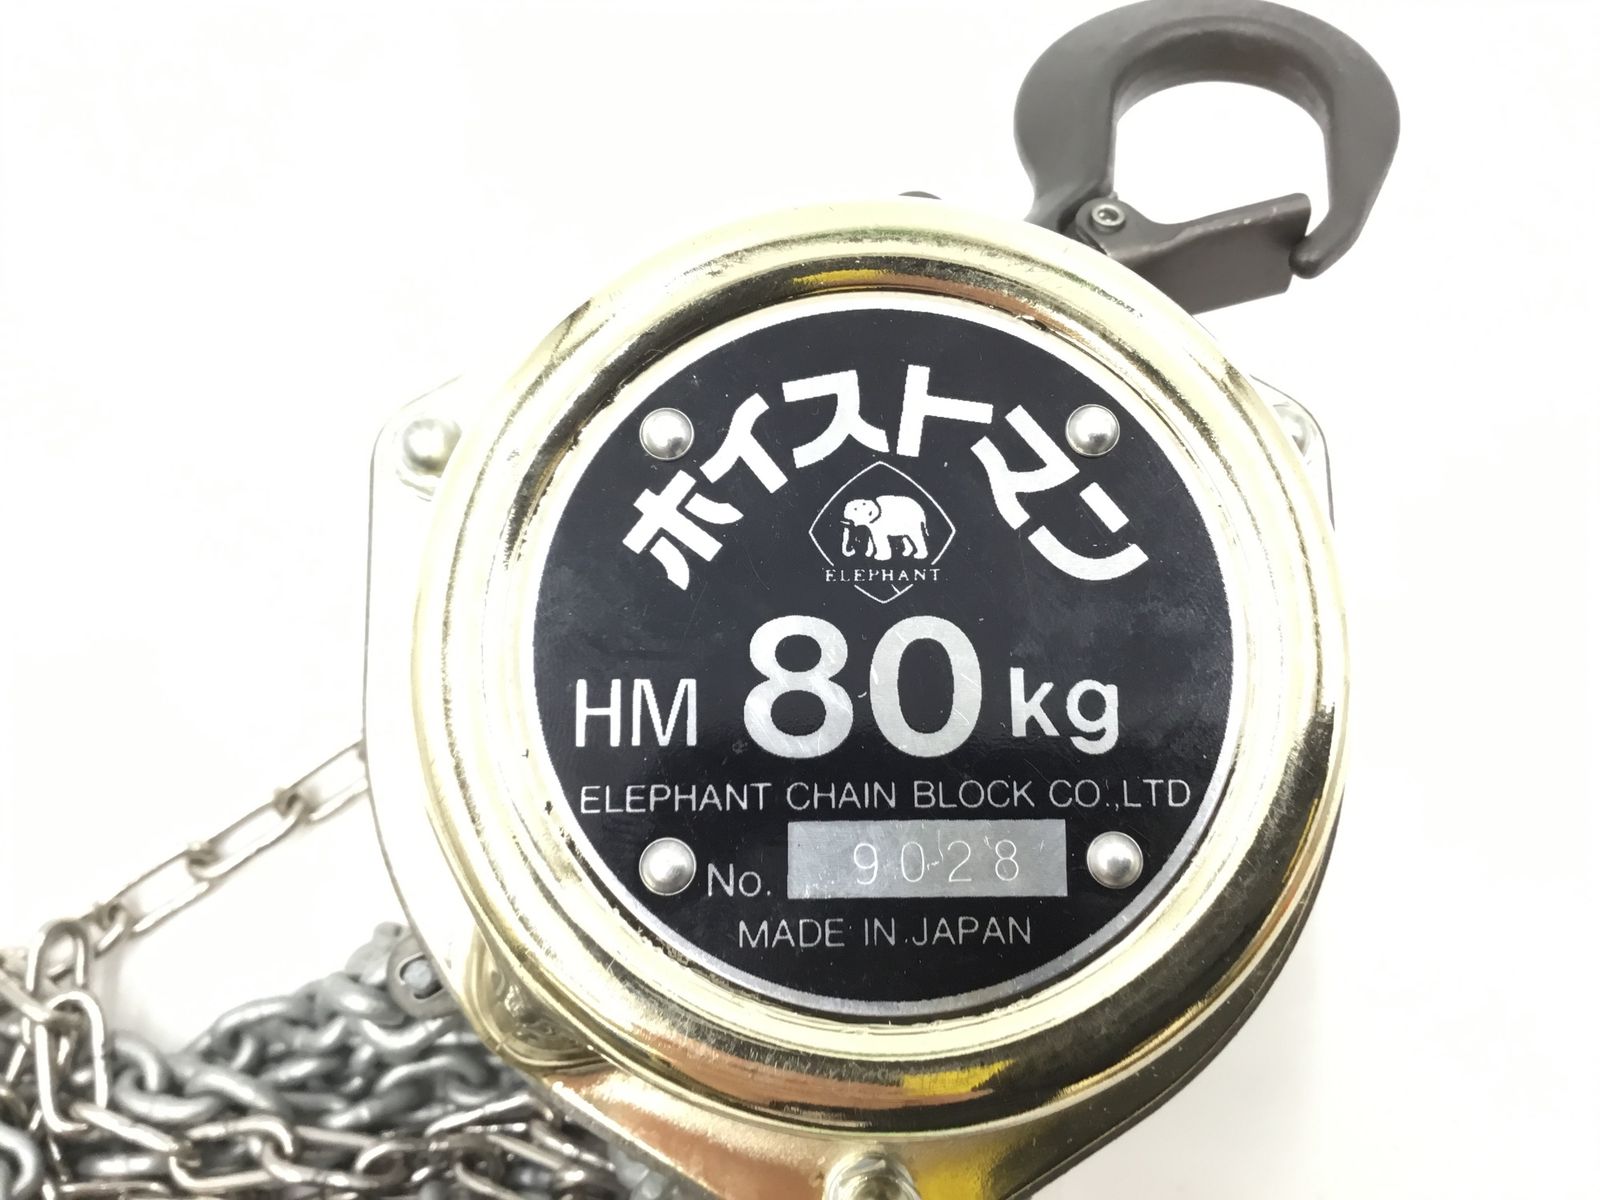 ホイストマン
ELEPHANT
HM 80 kg
ELEPHANT CHAIN BLOCK CO.,LTD
No. 9028
MADE IN JAPAN